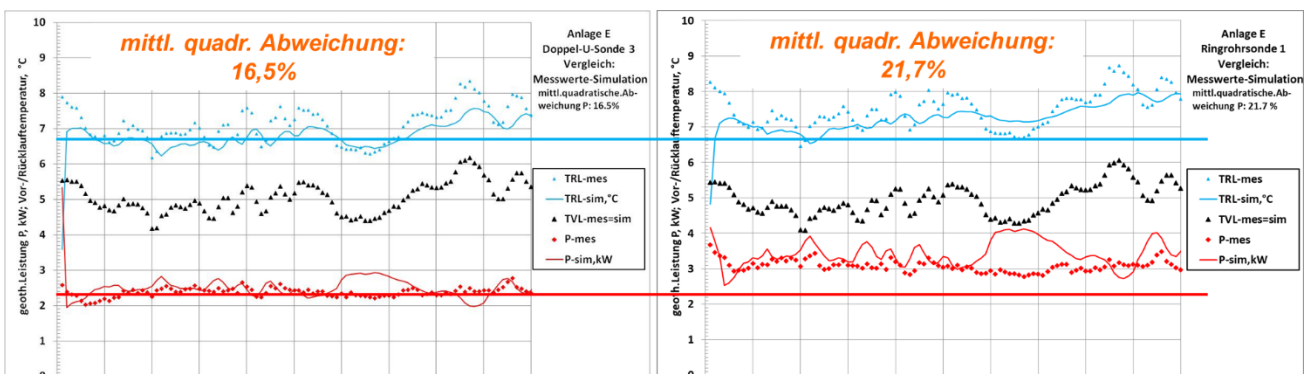 geoth.Leistung P, kW; Vor-/Rücklauftemperatur, °C
10
9
8
7
6
5
4
3
2
1
0
mittl. quadr. Abweichung:
16,5%
Anlage E
Doppel-U-Sonde 3
Vergleich:
Messwerte-Simulation
mittl.quadratische.Ab-
weichung P: 16.5%
TRL-mes
TRL-sim,°C
TVL-mes=sim
P-mes
P-sim,kW
geoth.Leistung P, kW; Vor-/Rücklauftemperatur, °C
10
9
8
7
6
5
4
3
2
1
0
mittl. quadr. Abweichung:
21,7%
Anlage E
Ringrohrsonde 1
Vergleich:
Messwerte-Simulation
mittl.quadratische.Ab-
weichung P: 21.7 %
TRL-mes
TRL-sim,°C
TVL-mes=sim
P-mes
P-sim,kW